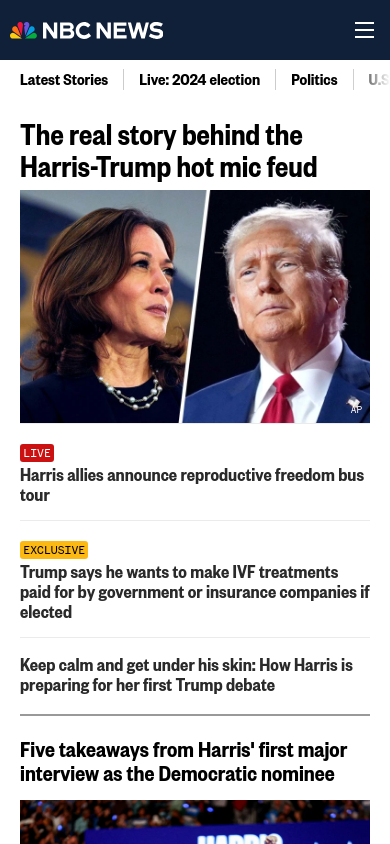 NBC NEWS
Latest Stories
Live: 2024 election
Politics
U.S
The real story behind the
Harris-Trump hot mic feud
AP
LIVE
Harris allies announce reproductive freedom bus
tour
EXCLUSIVE
Trump says he wants to make IVF treatments
paid for by government or insurance companies if
elected
Keep calm and get under his skin: How Harris is
preparing for her first Trump debate
Five takeaways from Harris' first major
interview as the Democratic nominee
HARRIS